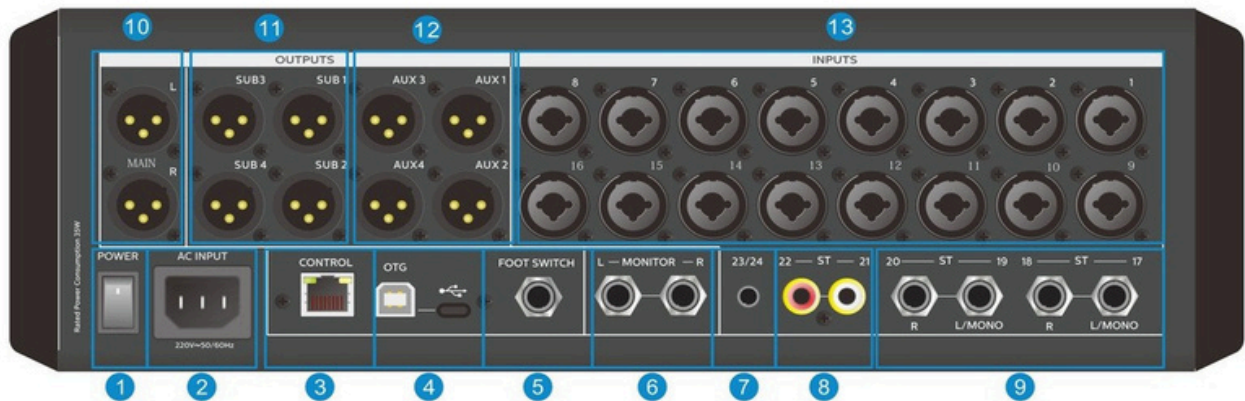 10 11 12 13
OUTPUTS INPUTS
L SUB3 SUB 1 AUX 3 AUX 1 8 7 6 5 4 3 2 1
MAIN
R SUB 4 SUB 2 AUX4 AUX 2 16 15 14 13 12 11 10 9
Rated Power Consumption 35W
POWER AC INPUT CONTROL OTG FOOT SWITCH L — MONITOR — R 23/24 22 — ST — 21 20 — ST — 19 18 — ST — 17
R L/MONO R L/MONO
220V~50/60Hz
1 2 3 4 5 6 7 8 9